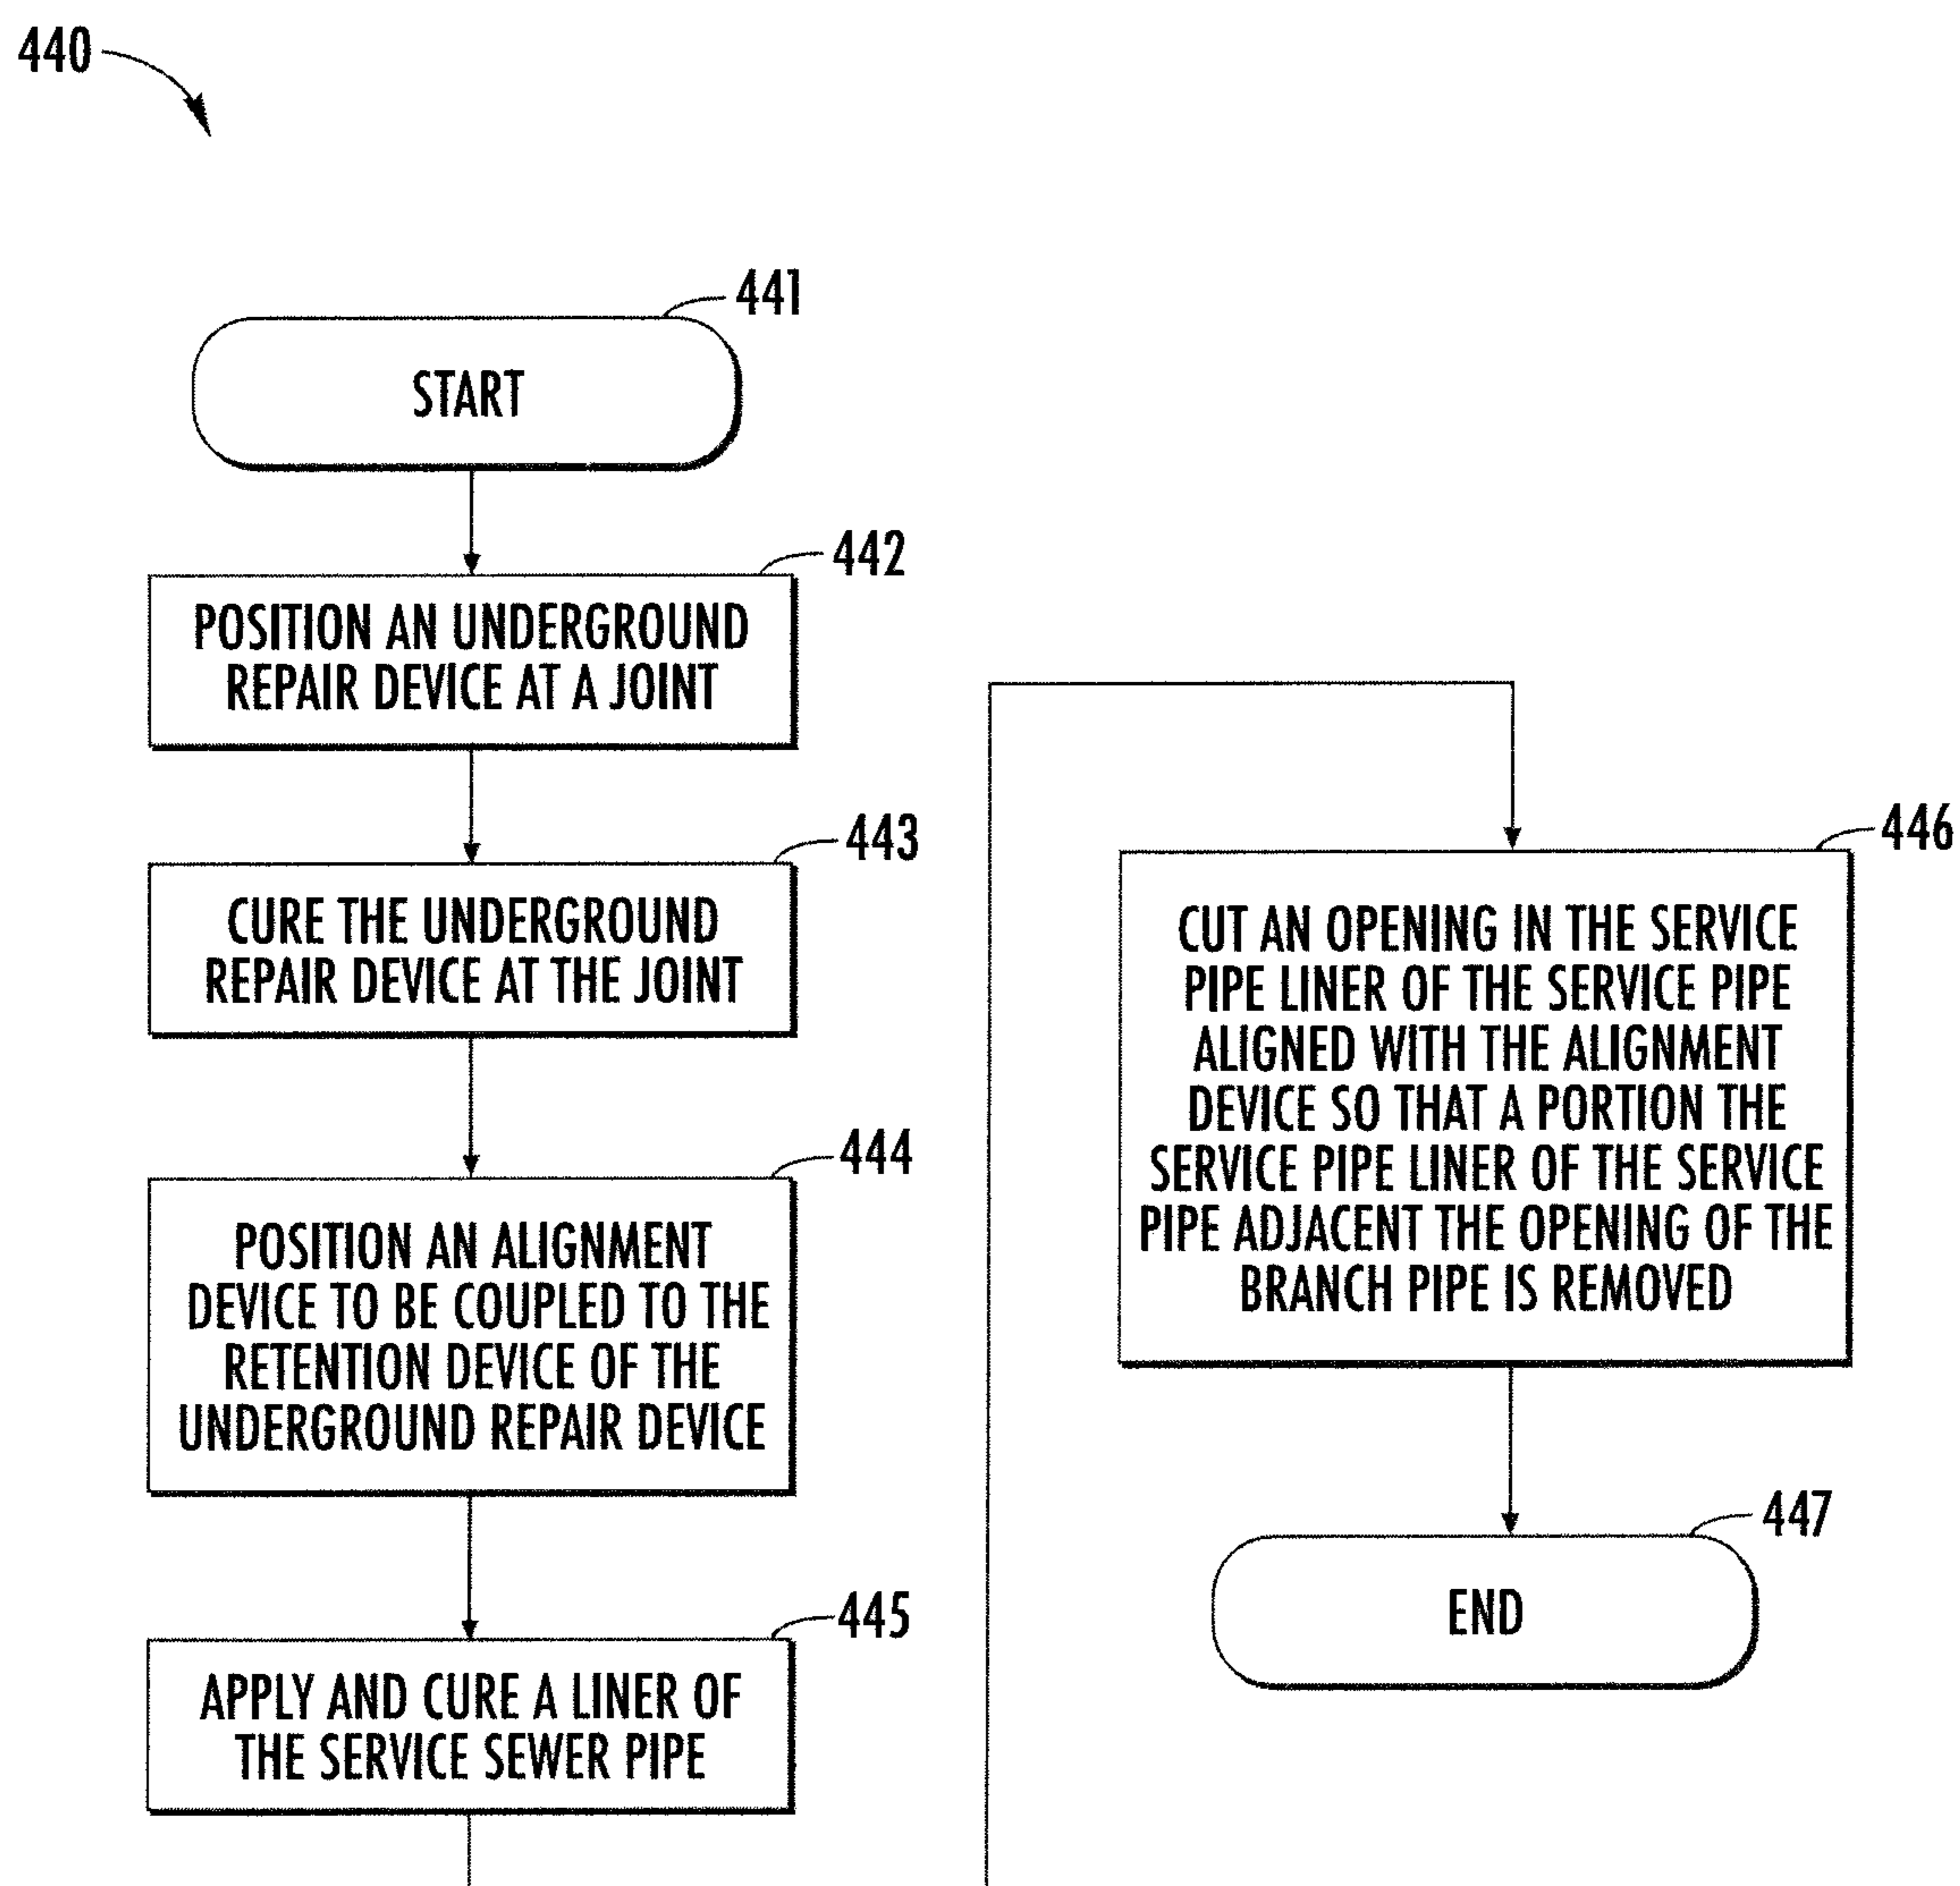 440
441
START
442
POSITION AN UNDERGROUND
REPAIR DEVICE AT A JOINT
443
CURE THE UNDERGROUND
REPAIR DEVICE AT THE JOINT
444
POSITION AN ALIGNMENT
DEVICE TO BE COUPLED TO THE
RETENTION DEVICE OF THE
UNDERGROUND REPAIR DEVICE
445
APPLY AND CURE A LINER OF
THE SERVICE SEWER PIPE
446
CUT AN OPENING IN THE SERVICE
PIPE LINER OF THE SERVICE PIPE
ALIGNED WITH THE ALIGNMENT
DEVICE SO THAT A PORTION THE
SERVICE PIPE LINER OF THE SERVICE
PIPE ADJACENT THE OPENING OF THE
BRANCH PIPE IS REMOVED
447
END